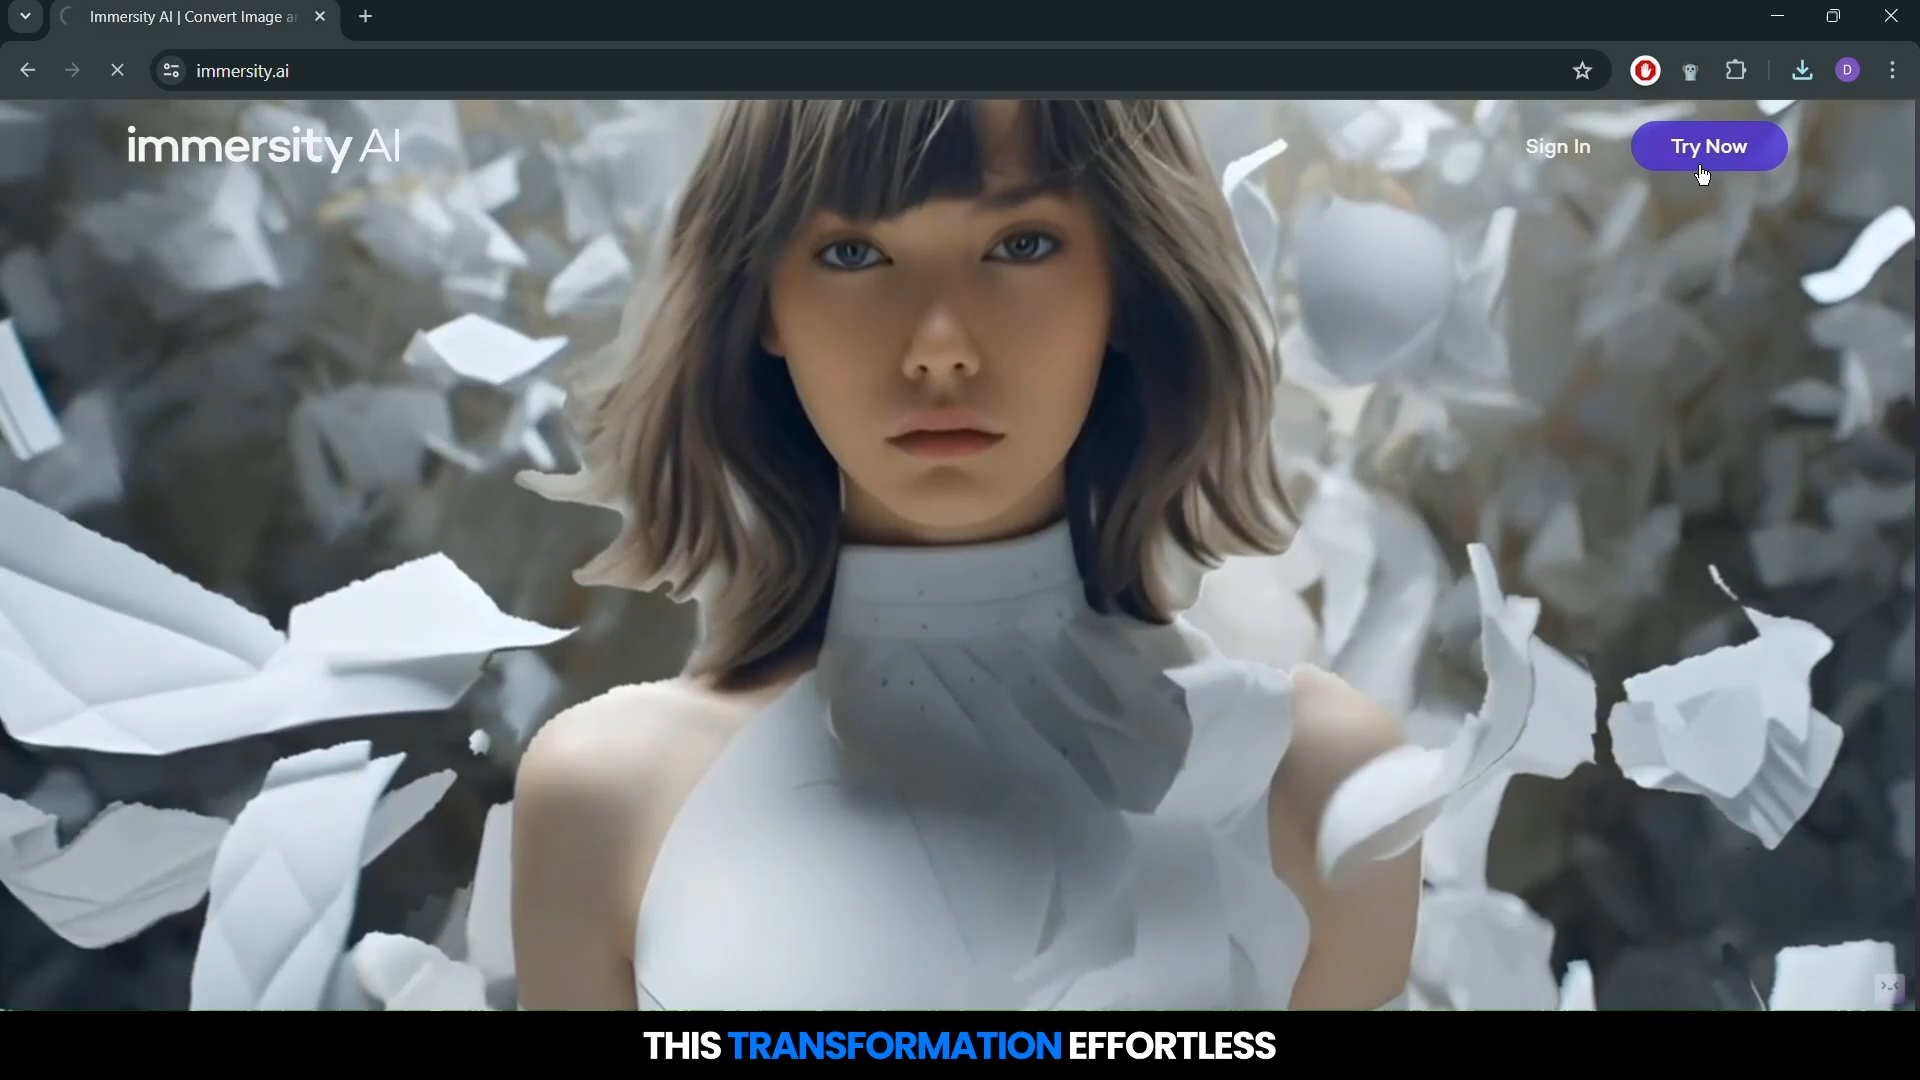 Immersity AI | Convert Image a
immersity.ai
D
immersity AI
Sign In
Try Now
THIS TRANSFORMATION EFFORTLESS